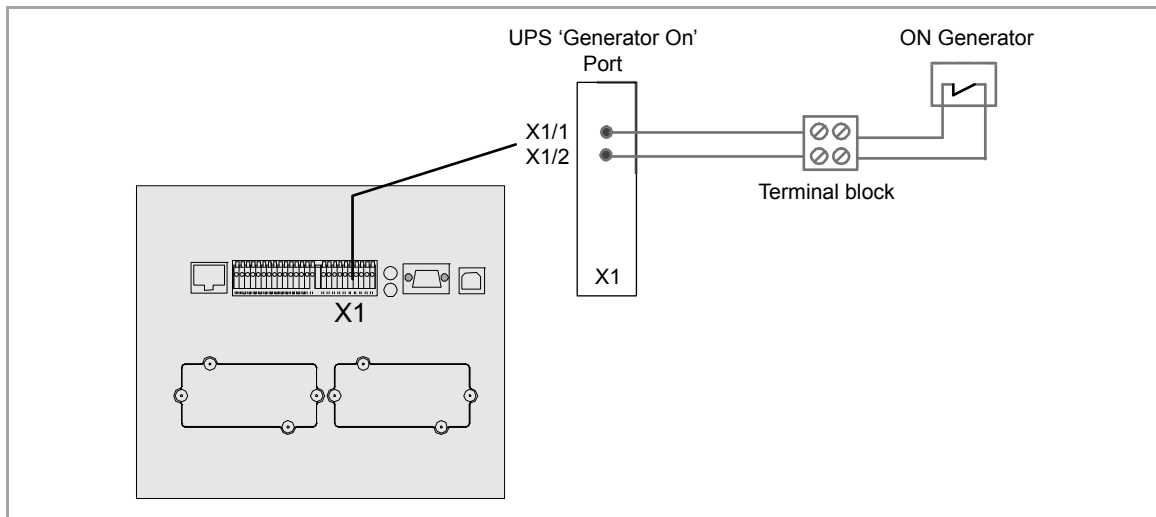 UPS ‘Generator On’
Port
ON Generator
X1/1
X1/2
Terminal block
X1
X1